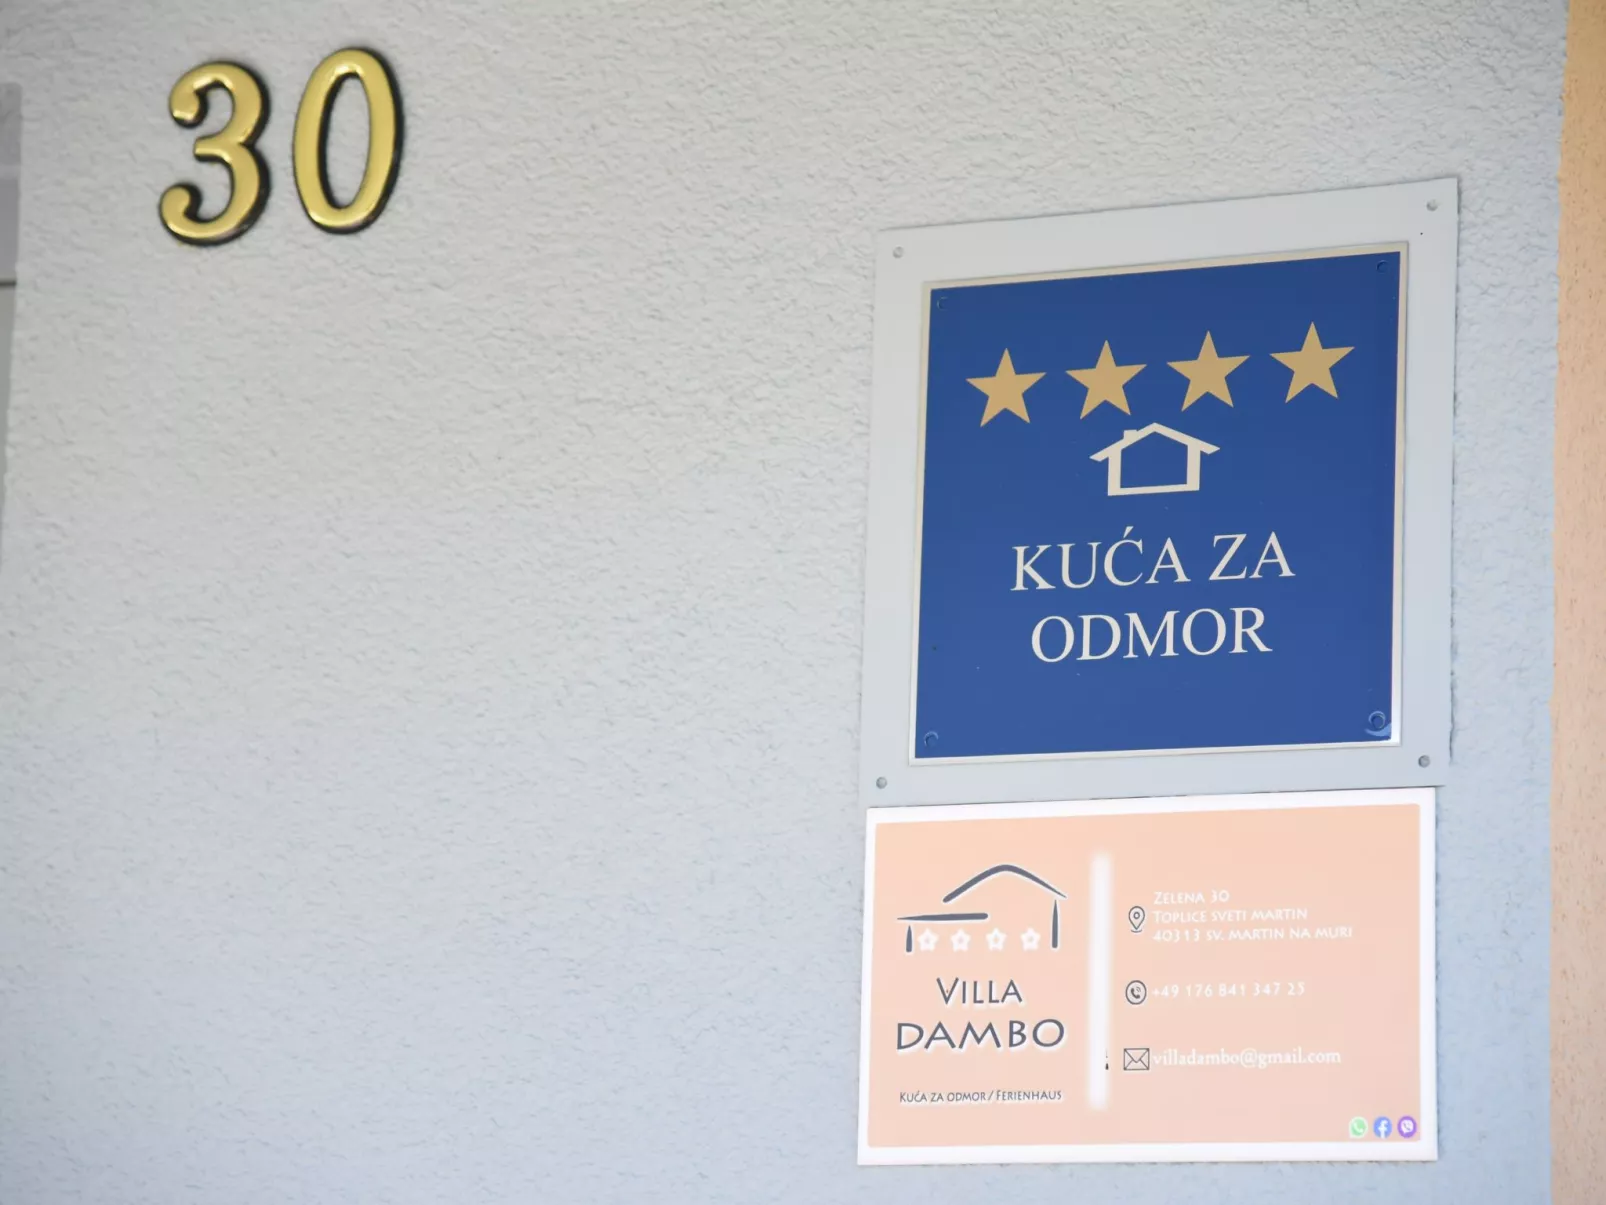 30
KUĆA ZA
ODMOR
VILLA
DAMBO
KUĆA ZA ODMOR / FERIENHAUS
ZELENA 30
TOPLICE SVETI MARTIN
40313 SV. MARTIN NA MURI
+49 176 841 347 25
villadambo@gmail.com